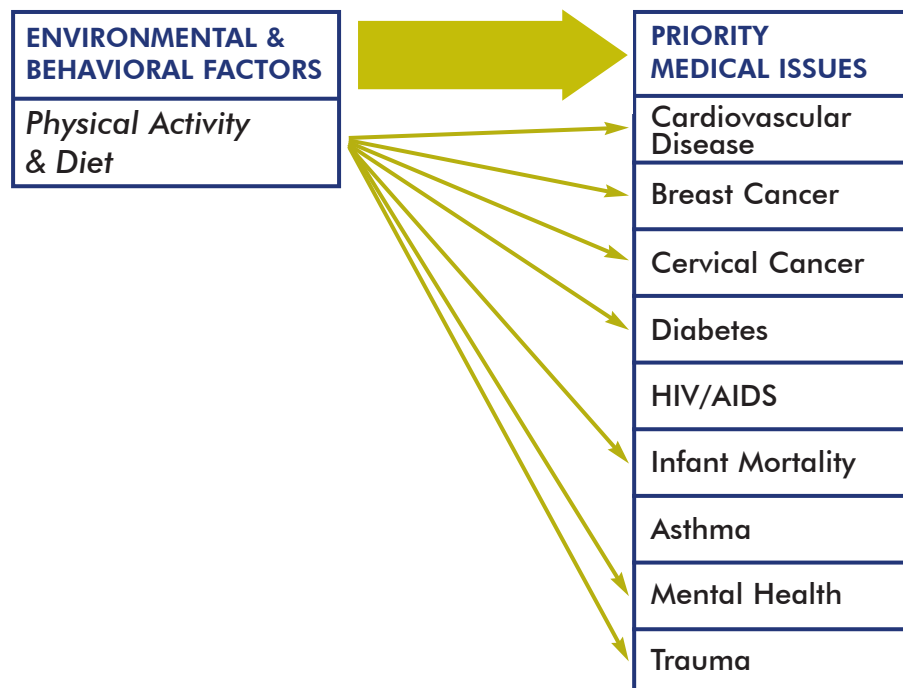 ENVIRONMENTAL &
BEHAVIORAL FACTORS
Physical Activity
& Diet
PRIORITY
MEDICAL ISSUES
Cardiovascular
Disease
Breast Cancer
Cervical Cancer
Diabetes
HIV/AIDS
Infant Mortality
Asthma
Mental Health
Trauma